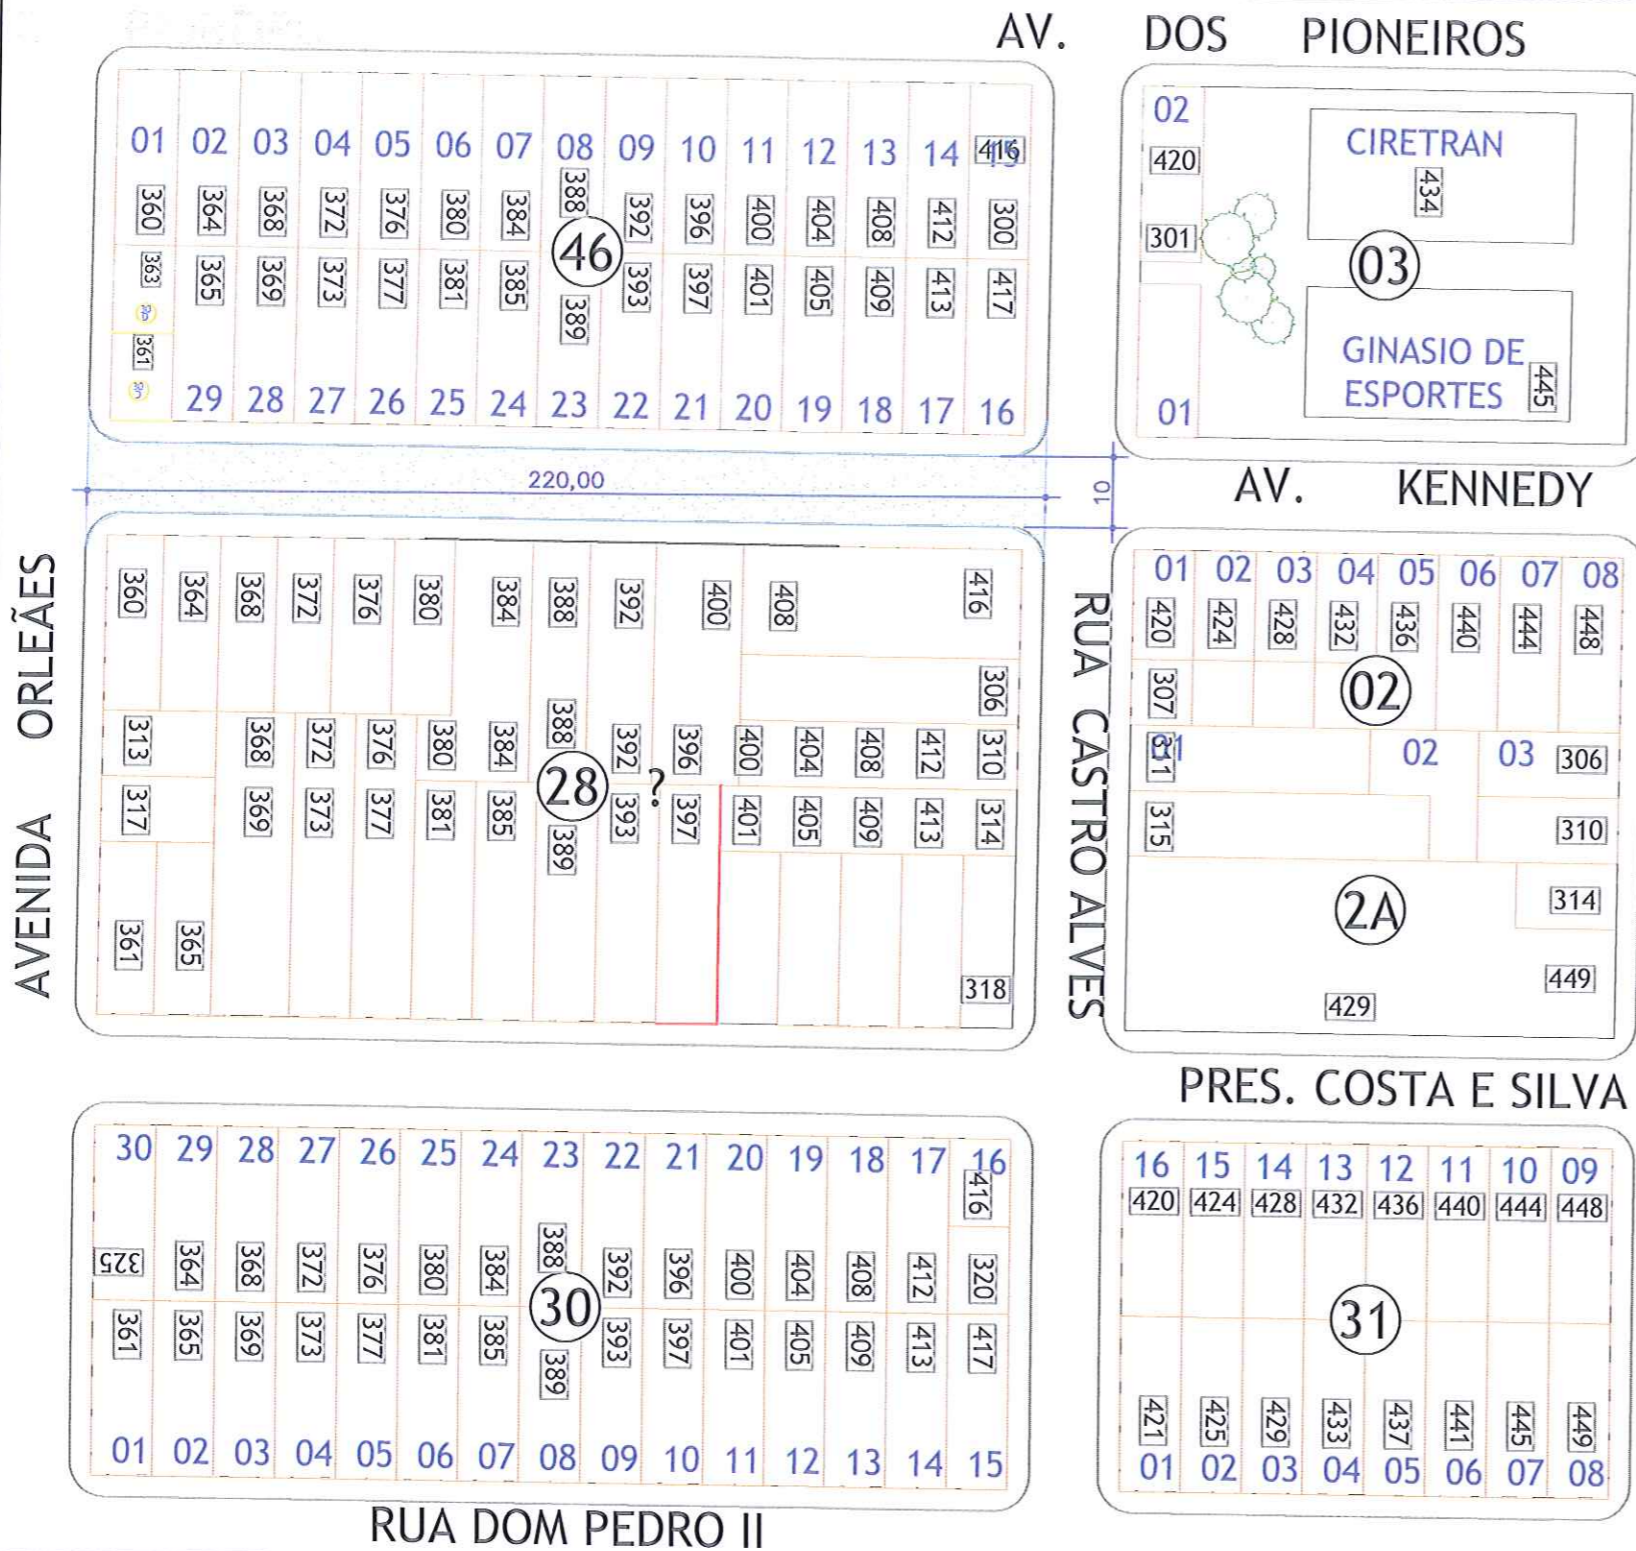 AV. DOS PIONEIROS
01 02 03 04 05 06 07 08 09 10 11 12 13 14 15
416
360 364 368 372 376 380 384 388 392 396 400 404 408 412 300
46
363 365 369 373 377 381 385 389 393 397 401 405 409 413 417
361
29 28 27 26 25 24 23 22 21 20 19 18 17 16
02
420
301
01
CIRETRAN
434
03
GINASIO DE
ESPORTES
445
220,00
10
AV. KENNEDY
AVENIDA ORLEÃES
360 364 368 372 376 380 384 388 392 400 408 416
306
313 368 372 376 380 384 388 392 396 400 404 408 412 310
28
?
317 369 373 377 381 385 389 393 397 401 405 409 413 314
361 365
318
RUA CASTRO ALVES
01 02 03 04 05 06 07 08
420 424 428 432 436 440 444 448
307
02
01 02 03
311 306
315 310
2A
314
449
429
PRES. COSTA E SILVA
30 29 28 27 26 25 24 23 22 21 20 19 18 17 16
416
325 364 368 372 376 380 384 388 392 396 400 404 408 412 320
30
361 365 369 373 377 381 385 389 393 397 401 405 409 413 417
01 02 03 04 05 06 07 08 09 10 11 12 13 14 15
16 15 14 13 12 11 10 09
420 424 428 432 436 440 444 448
31
421 425 429 433 437 441 445 449
01 02 03 04 05 06 07 08
RUA DOM PEDRO II